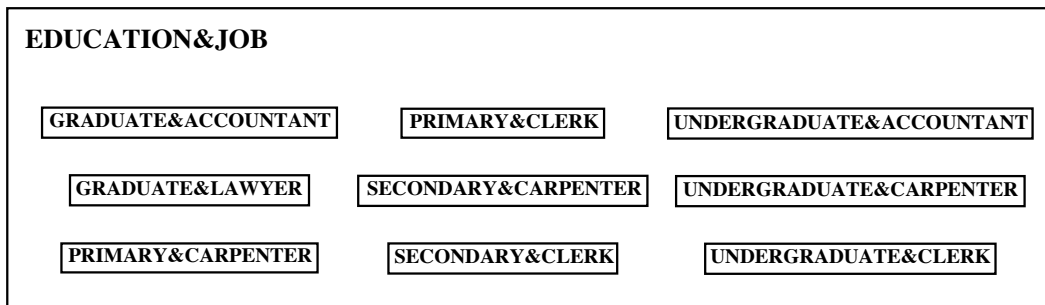 EDUCATION&JOB
GRADUATE&ACCOUNTANT
PRIMARY&CLERK
UNDERGRADUATE&ACCOUNTANT
GRADUATE&LAWYER
SECONDARY&CARPENTER
UNDERGRADUATE&CARPENTER
PRIMARY&CARPENTER
SECONDARY&CLERK
UNDERGRADUATE&CLERK